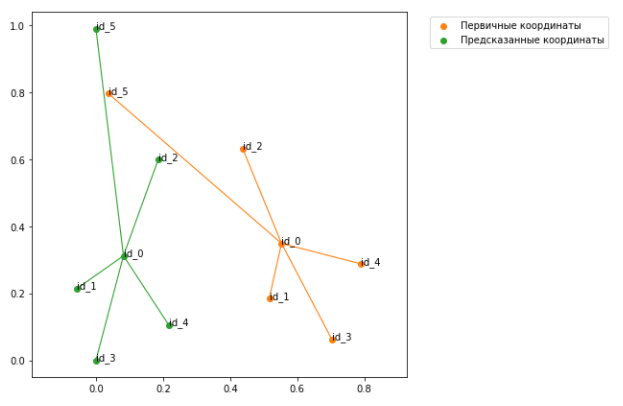 Первичные координаты
Предсказанные координаты
1.0
id_5
id_5
0.8
id_2
id_2
0.6
0.4
id_0
id_0
id_4
id_1
id_1
0.2
id_4
id_3
id_3
0.0
0.0
0.2
0.4
0.6
0.8